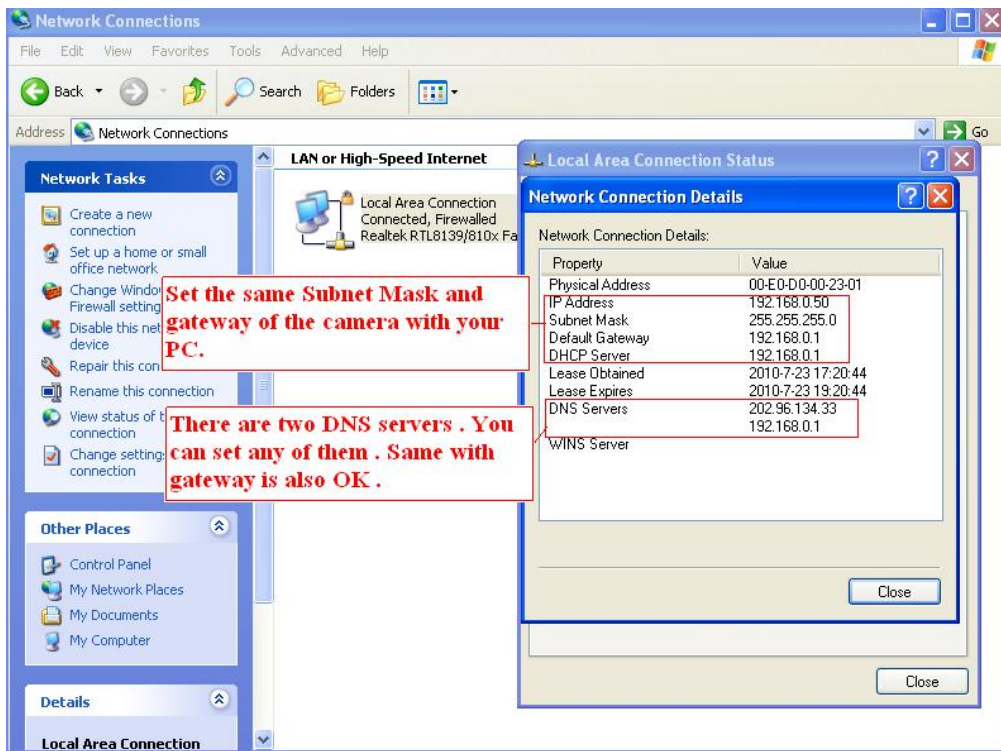 Network Connections
File Edit View Favorites Tools Advanced Help
Back Search Folders
Address Network Connections Go
Network Tasks
Create a new
connection
Set up a home or small
office network
Change Windo
Firewall setting
Disable this net
device
Repair this con
Rename this connection
View status of t
connection
Change setting
connection
Other Places
Control Panel
My Network Places
My Documents
My Computer
Details
Local Area Connection
LAN or High-Speed Internet
Local Area Connection
Connected, Firewalled
Realtek RTL8139/810x Fa
Set the same Subnet Mask and
gateway of the camera with your
PC.
There are two DNS servers . You
can set any of them . Same with
gateway is also OK .
Local Area Connection Status
Network Connection Details
Network Connection Details:
Property Value
Physical Address 00-E0-D0-00-23-01
IP Address 192.168.0.50
Subnet Mask 255.255.255.0
Default Gateway 192.168.0.1
DHCP Server 192.168.0.1
Lease Obtained 2010-7-23 17:20:44
Lease Expires 2010-7-23 19:20:44
DNS Servers 202.96.134.33
192.168.0.1
WINS Server
Close
Close